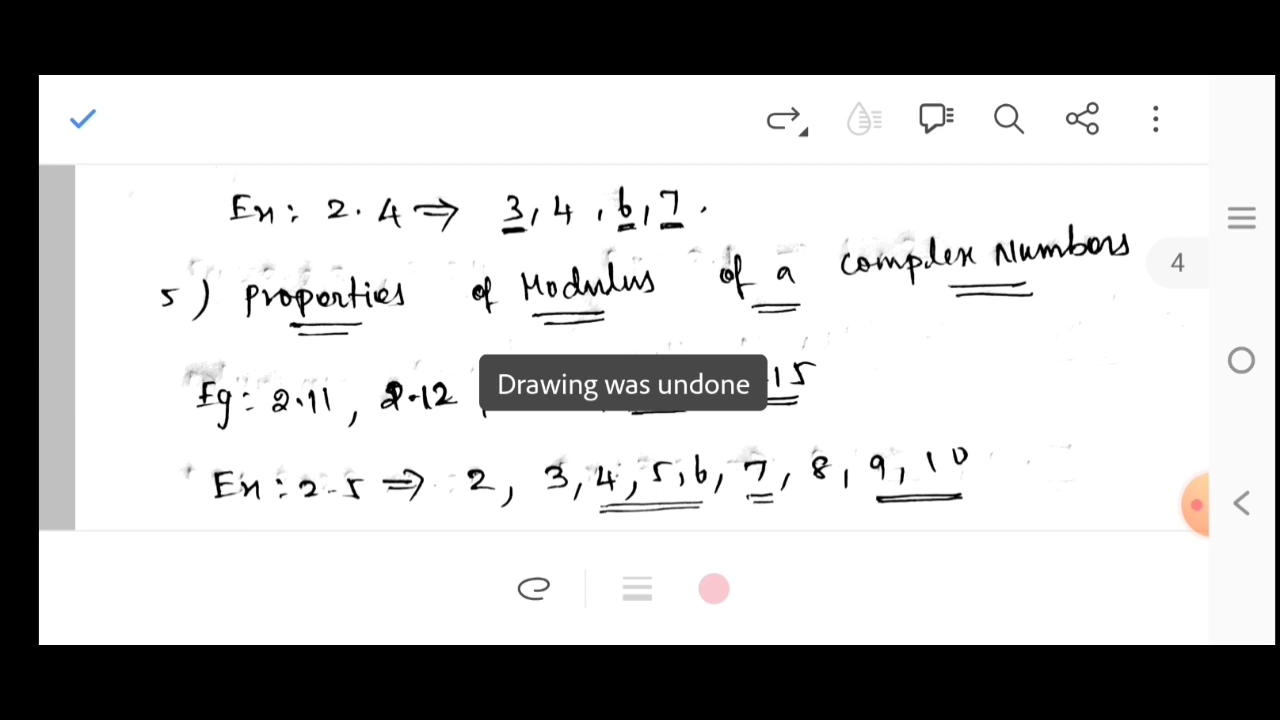 Ex: 2.4 ⇒ 3, 4, 6, 7.
5) Properties of Modulus of a complex Numbers
4
Eg: 2.11, 2.12 15
Drawing was undone
Ex: 2.5 ⇒ 2, 3, 4, 5, 6, 7, 8, 9, 10